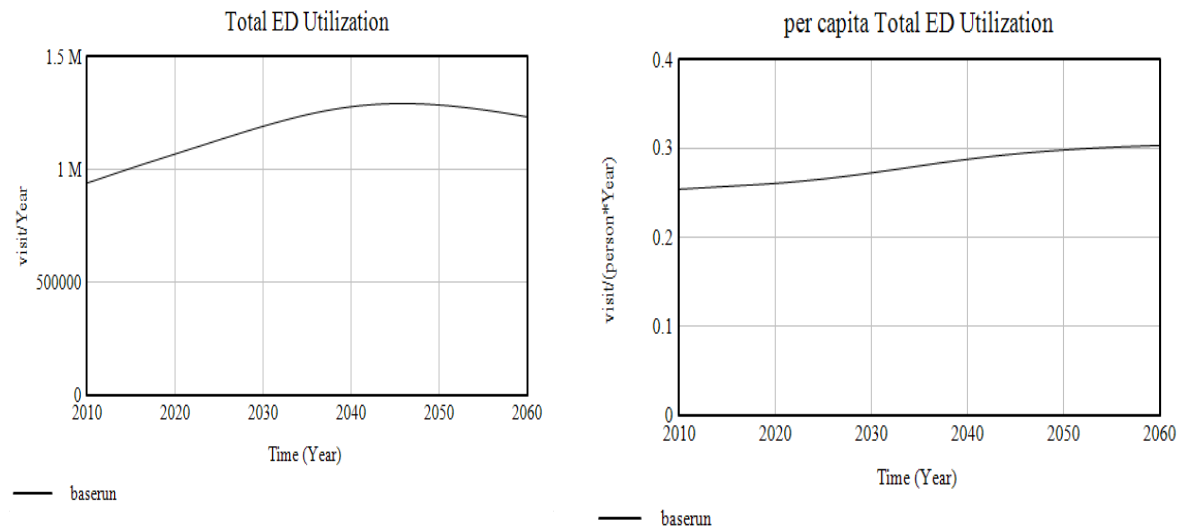 Total ED Utilization
1.5 M
1 M
500000
0
visit/Year
2010 2020 2030 2040 2050 2060
Time (Year)
baserun
per capita Total ED Utilization
0.4
0.3
0.2
0.1
0
visit/(person*Year)
2010 2020 2030 2040 2050 2060
Time (Year)
baserun